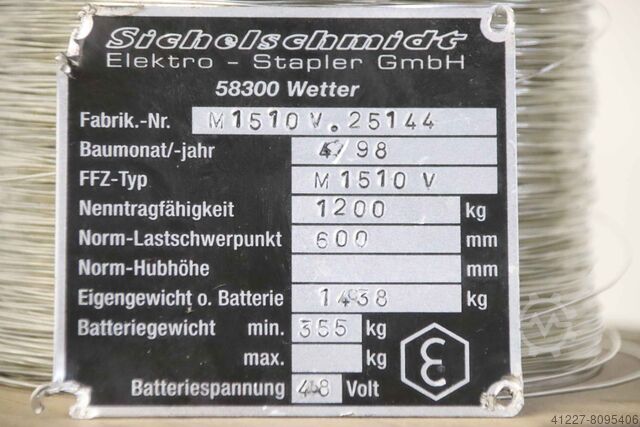 Sichelschmidt
Elektro - Stapler GmbH
58300 Wetter
Fabrik.-Nr. M1510V.25144
Baumonat/-jahr 4/98
FFZ-Typ M1510 V
Nenntragfähigkeit 1200 kg
Norm-Lastschwerpunkt 600 mm
Norm-Hubhöhe mm
Eigengewicht o. Batterie 1438 kg
Batteriegewicht min. 355 kg
max. kg
Batteriespannung 48 Volt
41227-8095406